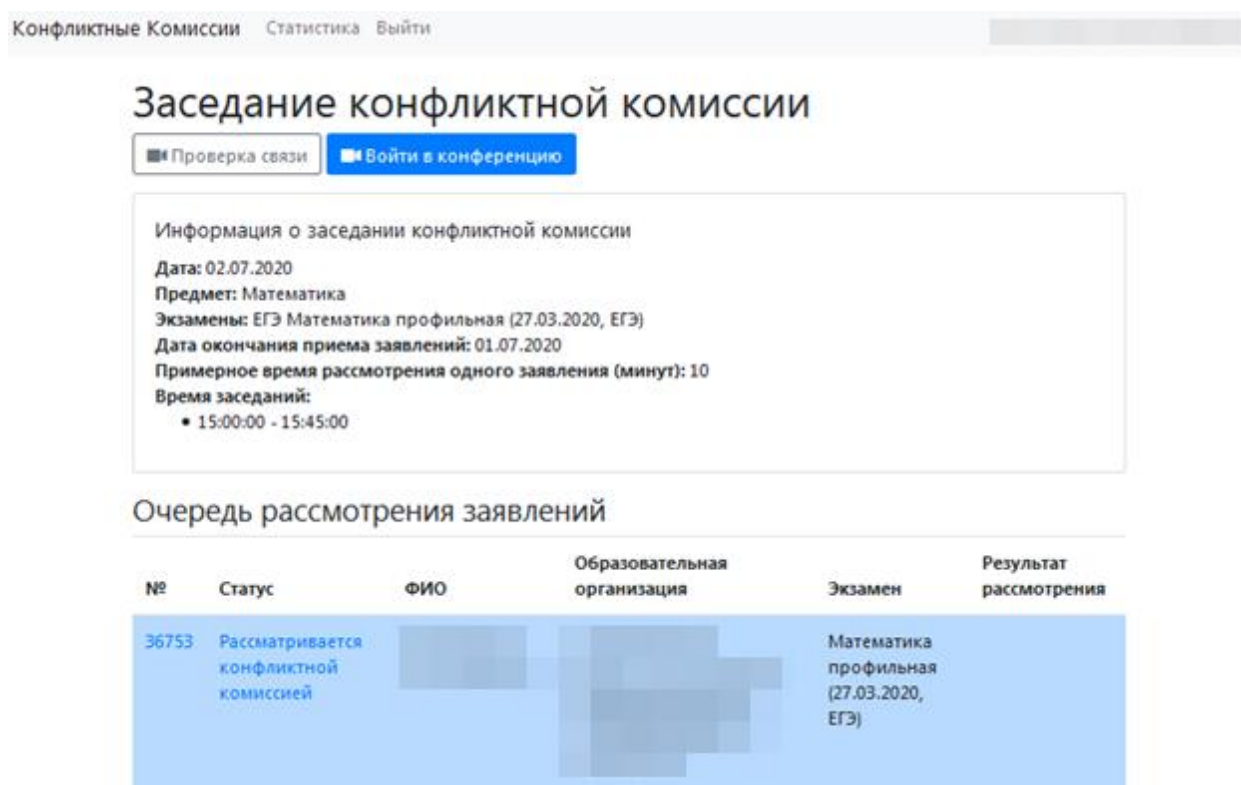 Конфликтные Комиссии Статистика Выйти
Заседание конфликтной комиссии
Проверка связи Войти в конференцию
Информация о заседании конфликтной комиссии
Дата: 02.07.2020
Предмет: Математика
Экзамены: ЕГЭ Математика профильная (27.03.2020, ЕГЭ)
Дата окончания приема заявлений: 01.07.2020
Примерное время рассмотрения одного заявления (минут): 10
Время заседаний:
• 15:00:00 - 15:45:00
Очередь рассмотрения заявлений
Образовательная Результат
№ Статус ФИО организация Экзамен рассмотрения
36753 Рассматривается Математика
конфликтной профильная
комиссией (27.03.2020,
ЕГЭ)